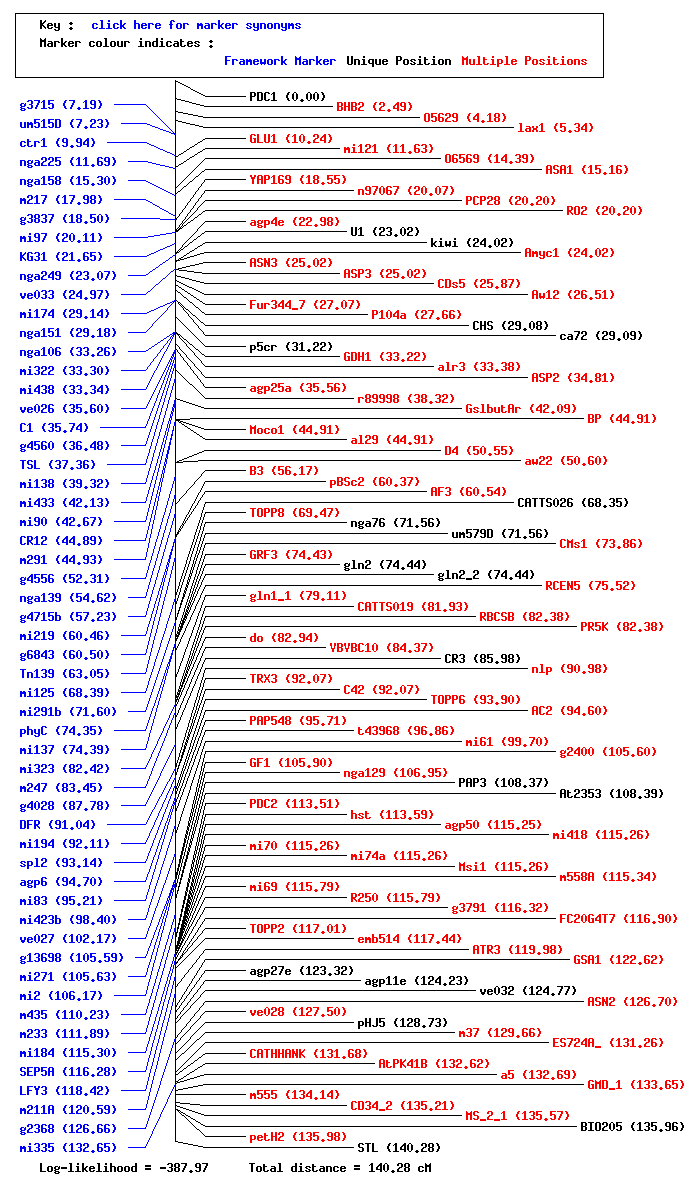 Key : click here for marker synonyms
Marker colour indicates :
Framework Marker Unique Position Multiple Positions
g3715 (7.19)
um515D (7.23)
ctr1 (9.94)
nga225 (11.69)
nga158 (15.30)
m217 (17.98)
g3837 (18.50)
mi97 (20.11)
KG31 (21.65)
nga249 (23.07)
ve033 (24.97)
mi174 (29.14)
nga151 (29.18)
nga106 (33.26)
mi322 (33.30)
mi438 (33.34)
ve026 (35.60)
C1 (35.74)
g4560 (36.48)
TSL (37.36)
mi138 (39.32)
mi433 (42.13)
mi90 (42.67)
CR12 (44.89)
m291 (44.93)
g4556 (52.31)
nga139 (54.62)
g4715b (57.23)
mi219 (60.46)
g6843 (60.50)
Tn139 (63.05)
mi125 (68.39)
mi291b (71.60)
phyC (74.35)
mi137 (74.39)
mi323 (82.42)
m247 (83.45)
g4028 (87.78)
DFR (91.04)
mi194 (92.11)
spl2 (93.14)
agp6 (94.70)
mi83 (95.21)
mi423b (98.40)
ve027 (102.17)
g13698 (105.59)
mi271 (105.63)
mi2 (106.17)
m435 (110.23)
m233 (111.89)
mi184 (115.30)
SEP5A (116.28)
LFY3 (118.42)
m211A (120.59)
g2368 (126.66)
mi335 (132.65)
PDC1 (0.00)
BHB2 (2.49)
O5629 (4.18)
lax1 (5.34)
GLU1 (10.24)
mi121 (11.63)
O6569 (14.39)
ASA1 (15.16)
YAP169 (18.55)
n97067 (20.07)
PCP28 (20.20)
RO2 (20.20)
agp4e (22.98)
U1 (23.02)
kiwi (24.02)
Amyc1 (24.02)
ASN3 (25.02)
ASP3 (25.02)
CDs5 (25.87)
Aw12 (26.51)
Fur344_7 (27.07)
P104a (27.66)
CHS (29.08)
ca72 (29.09)
p5cr (31.22)
GDH1 (33.22)
alr3 (33.38)
ASP2 (34.81)
agp25a (35.56)
r89998 (38.32)
GslbutAr (42.09)
BP (44.91)
Moco1 (44.91)
al29 (44.91)
D4 (50.55)
aw22 (50.60)
B3 (56.17)
pBSc2 (60.37)
AF3 (60.54)
CATTS026 (68.35)
TOPP8 (69.47)
nga76 (71.56)
um579D (71.56)
CMs1 (73.86)
GRF3 (74.43)
gln2 (74.44)
gln2_2 (74.44)
RCEN5 (75.52)
gln1_1 (79.11)
CATTS019 (81.93)
RBCSB (82.38)
PR5K (82.38)
do (82.94)
VBVBC10 (84.37)
CR3 (85.98)
nlp (90.98)
TRX3 (92.07)
C42 (92.07)
TOPP6 (93.90)
AC2 (94.60)
PAP548 (95.71)
t43968 (96.86)
mi61 (99.70)
g2400 (105.60)
GF1 (105.90)
nga129 (106.95)
PAP3 (108.37)
At2353 (108.39)
PDC2 (113.51)
hst (113.59)
agp50 (115.25)
mi418 (115.26)
mi70 (115.26)
mi74a (115.26)
Msi1 (115.26)
m558A (115.34)
mi69 (115.79)
R250 (115.79)
g3791 (116.32)
FC20G4T7 (116.90)
TOPP2 (117.01)
emb514 (117.44)
ATR3 (119.98)
GSA1 (122.62)
agp27e (123.32)
agp11e (124.23)
ve032 (124.77)
ASN2 (126.70)
ve028 (127.50)
pHJ5 (128.73)
m37 (129.66)
ES724A_ (131.26)
CATHHANK (131.68)
AtPK41B (132.62)
a5 (132.69)
GMD_1 (133.65)
m555 (134.14)
CD34_2 (135.21)
MS_2_1 (135.57)
BIO205 (135.96)
petH2 (135.98)
STL (140.28)
Log-likelihood = -387.97 Total distance = 140.28 cM